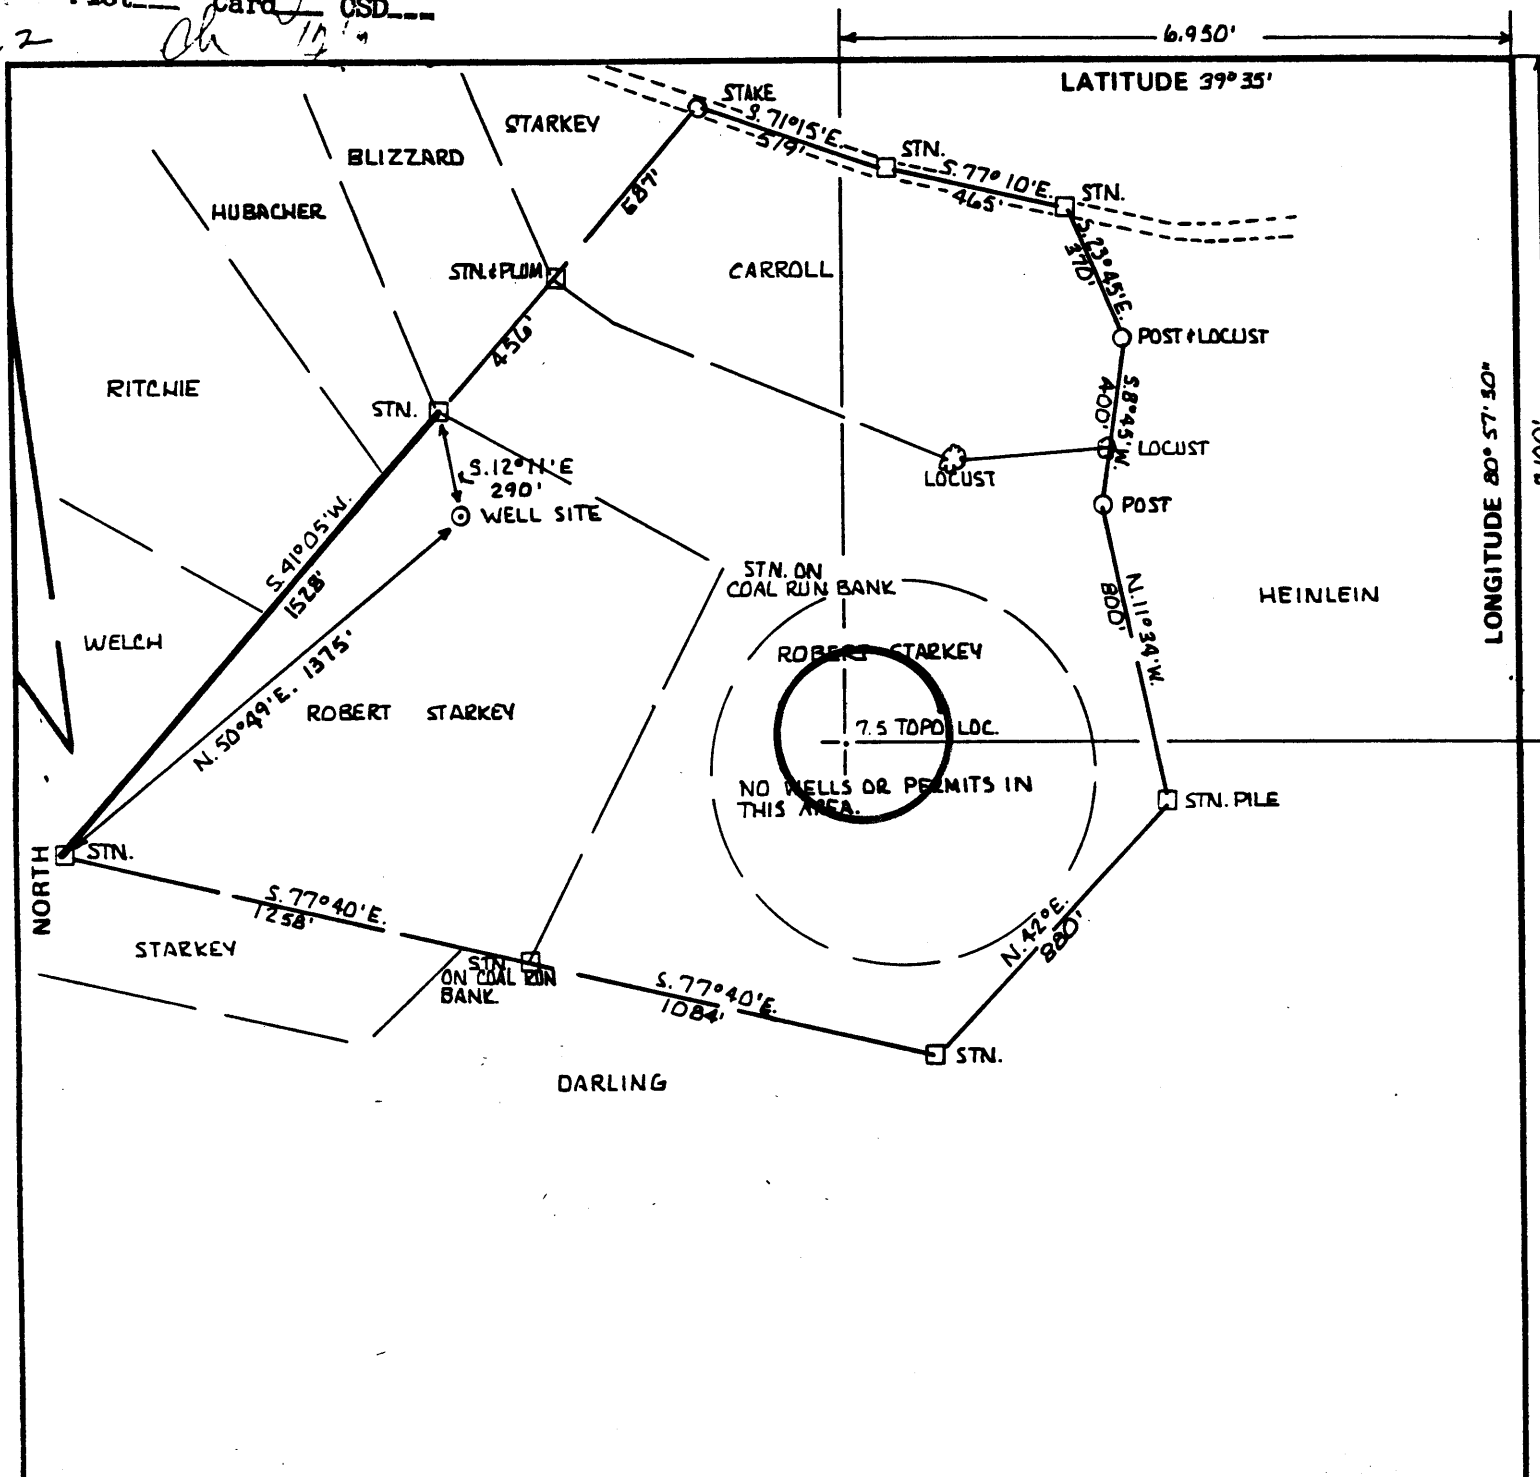 Card CSD
2
6.950'
LATITUDE 39° 35'
STAKE
S. 71° 15' E.
519'
STN.
S. 77° 10' E.
465'
STN.
STARKEY
BLIZZARD
HUBACHER
687'
S. 23° 45' E.
370'
STN. & PLUM
CARROLL
POST & LOCUST
456'
RITCHIE
STN.
S. 8° 45' W.
400'
LOCUST
LOCUST
S. 12° 11' E
290'
WELL SITE
POST
LONGITUDE 80° 57' 30"
S. 41° 05' W.
1528'
STN. ON
COAL RUN BANK
N. 11° 34' W.
800'
HEINLEIN
WELCH
N. 50° 49' E. 1375'
ROBERT STARKEY
ROBERT STARKEY
7.5 TOPO LOC.
NO WELLS OR PERMITS IN
THIS AREA.
STN. PILE
NORTH
STN.
S. 77° 40' E.
1258'
STARKEY
STN.
ON COAL RUN
BANK.
S. 77° 40' E.
1084'
N. 42° E.
880'
STN.
DARLING